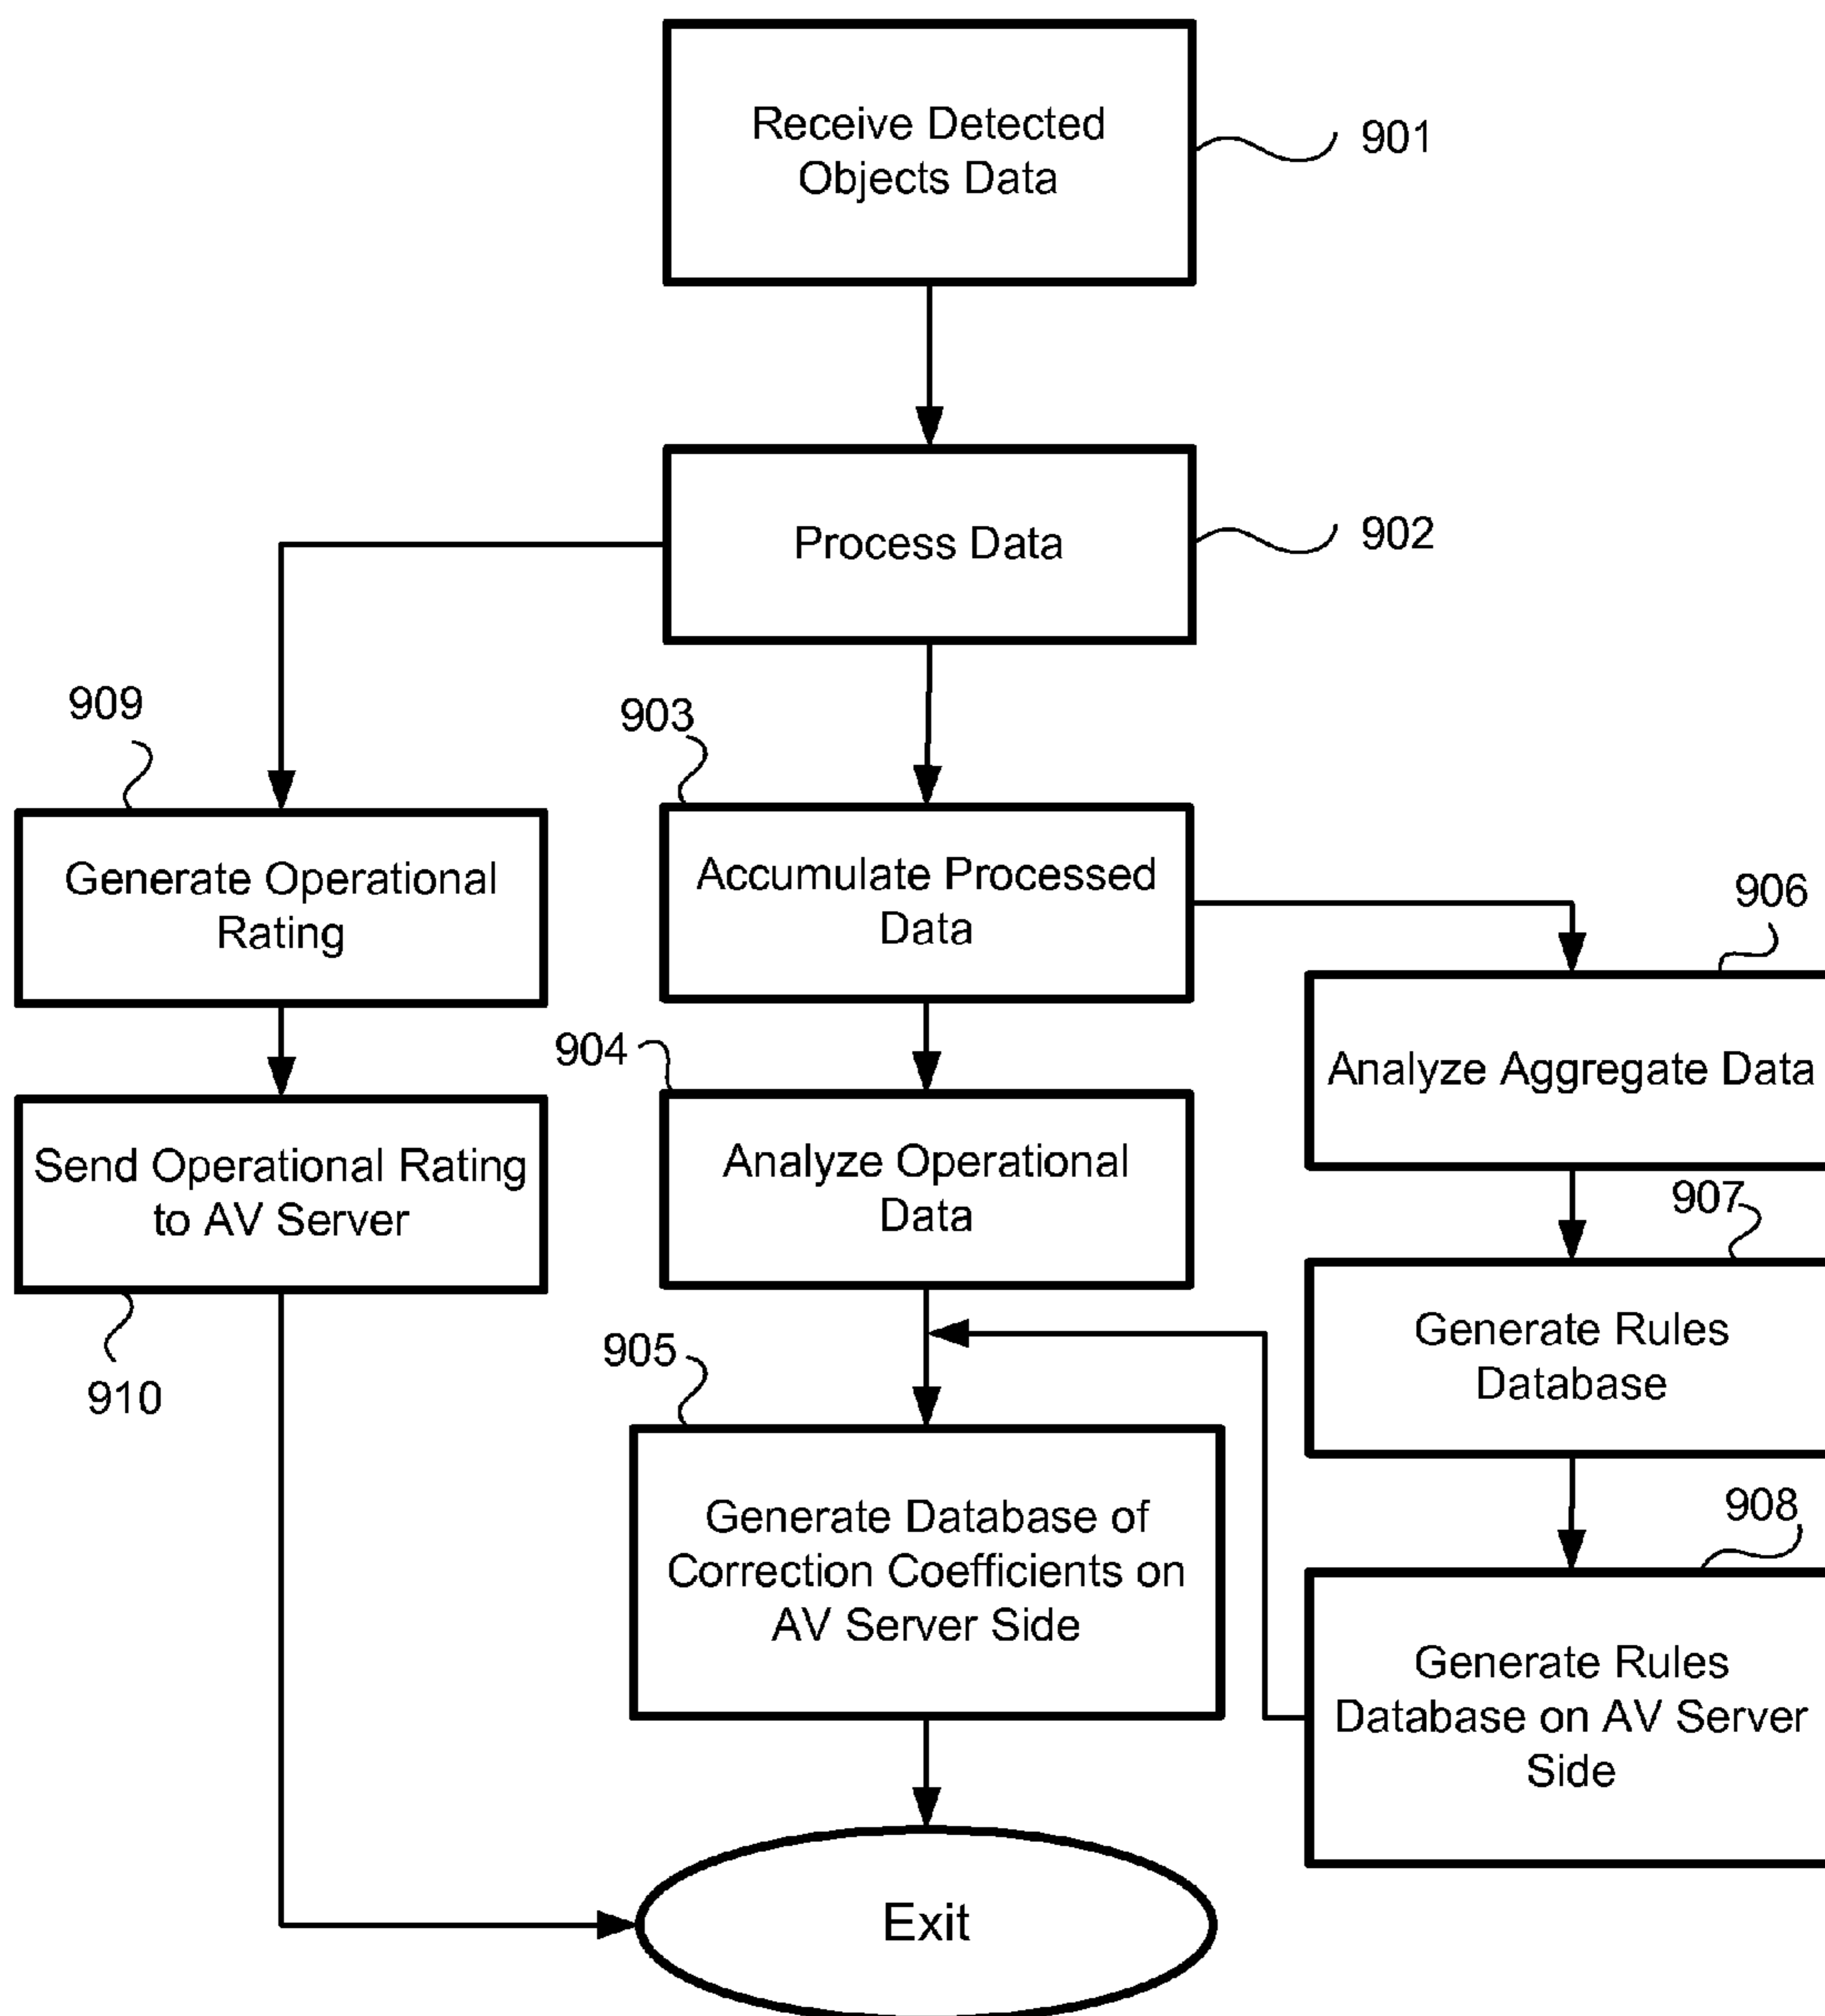 Receive Detected
Objects Data
901
Process Data
902
909
903
Generate Operational
Rating
Accumulate Processed
Data
906
904
Analyze Aggregate Data
Send Operational Rating
to AV Server
Analyze Operational
Data
907
910
905
Generate Rules
Database
Generate Database of
Correction Coefficients on
AV Server Side
908
Generate Rules
Database on AV Server
Side
Exit